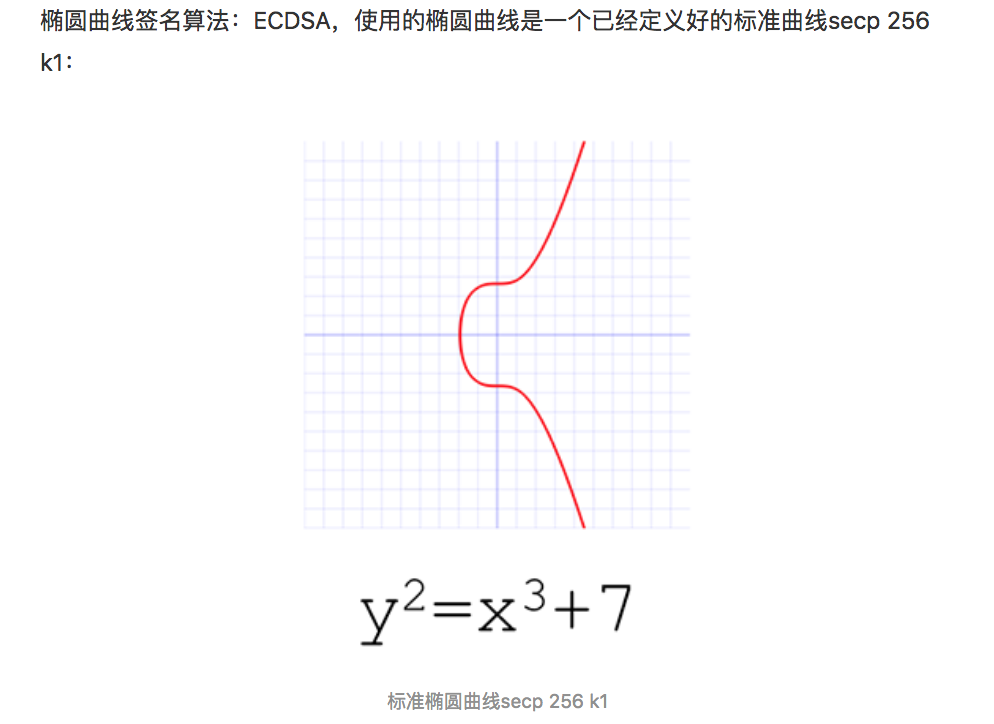 椭圆曲线签名算法：ECDSA，使用的椭圆曲线是一个已经定义好的标准曲线secp 256
k1：
y²=x³+7
标准椭圆曲线secp 256 k1